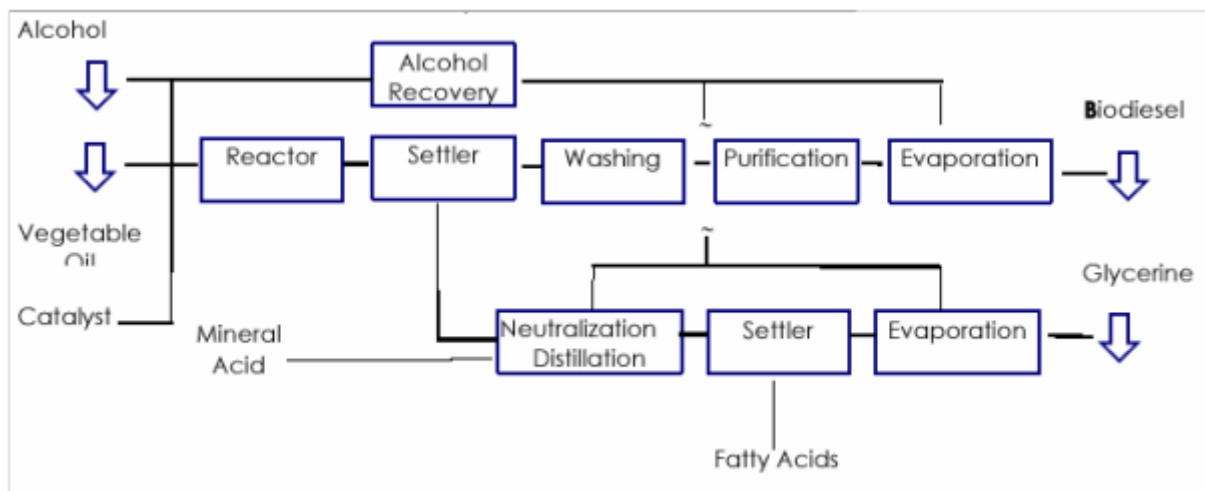 Alcohol
Alcohol
Recovery
Biodiesel
Reactor
Settler
Washing
Purification
Evaporation
~
Vegetable
Oil
~
Glycerine
Catalyst
Mineral
Acid
Neutralization
Distillation
Settler
Evaporation
Fatty Acids